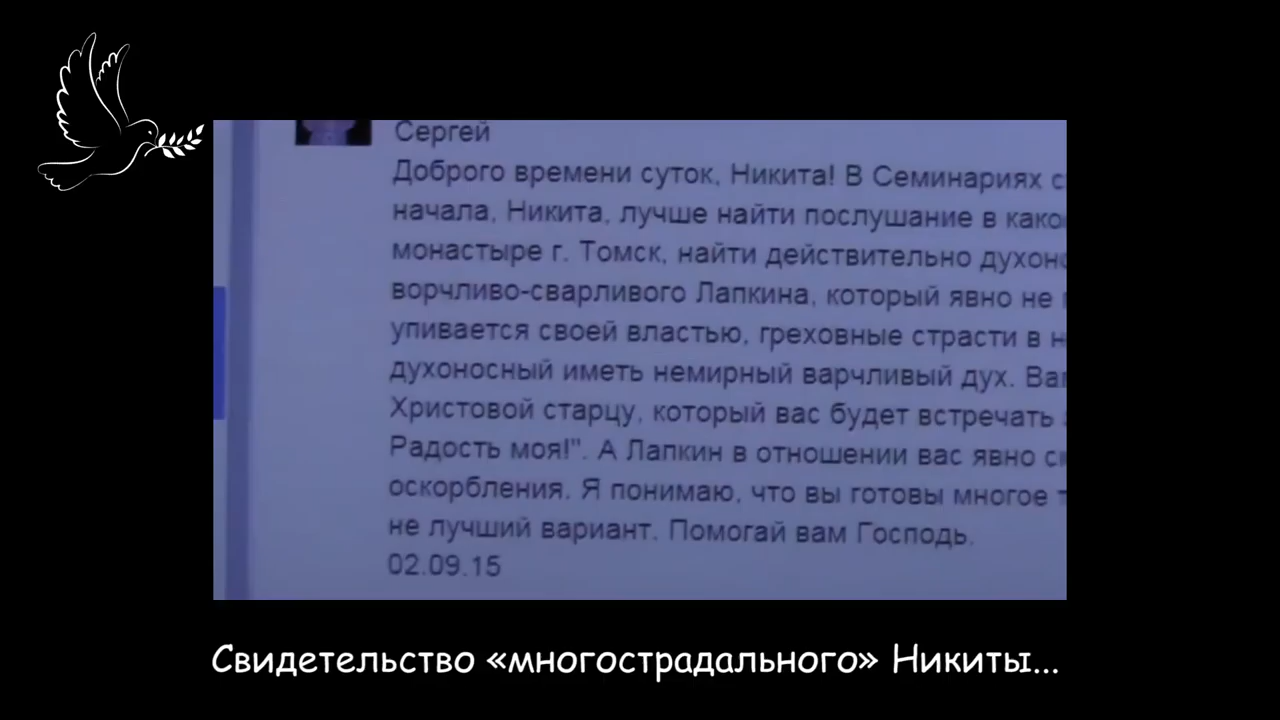 Сергей
Доброго времени суток, Никита! В Семинариях
начала, Никита, лучше найти послушание в
монастыре г. Томск, найти действительно
ворчливо-сварливого Лапкина, который явно не
упивается своей властью, греховные страсти в
духоносный иметь немирный варчливый дух.
Христовой старцу, который вас будет встречать
Радость моя!". А Лапкин в отношении вас явно
оскорбления. Я понимаю, что вы готовы многое
не лучший вариант. Помогай вам Господь.
02.09.15
Свидетельство «многострадального» Никиты...